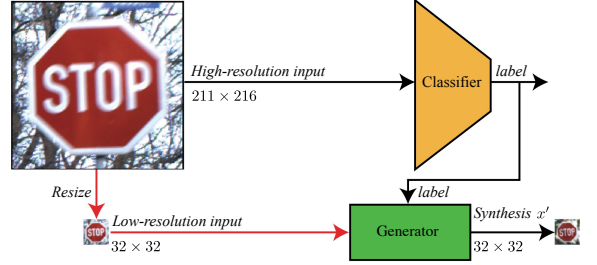 STOP
High-resolution input
211 × 216
Classifier
label
Resize
label
STOP
Low-resolution input
32 × 32
Generator
Synthesis x′
32 × 32
STOP